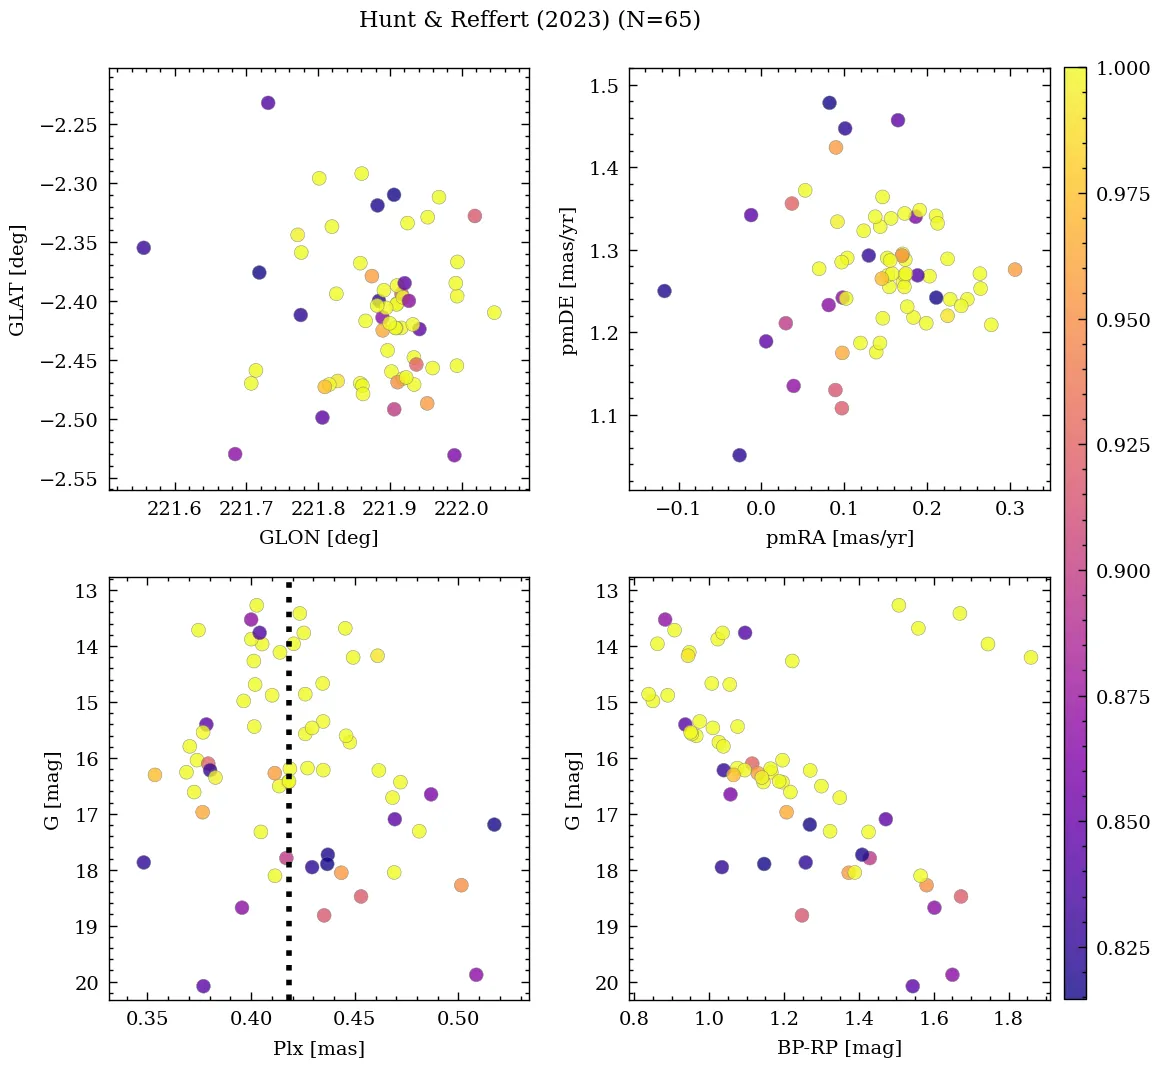 Hunt & Reffert (2023) (N=65)
−2.25
−2.30
−2.35
−2.40
−2.45
−2.50
−2.55
GLAT [deg]
221.6 221.7 221.8 221.9 222.0
GLON [deg]
1.5
1.4
1.3
1.2
1.1
pmDE [mas/yr]
−0.1 0.0 0.1 0.2 0.3
pmRA [mas/yr]
13
14
15
16
17
18
19
20
G [mag]
0.35 0.40 0.45 0.50
Plx [mas]
13
14
15
16
17
18
19
20
G [mag]
0.8 1.0 1.2 1.4 1.6 1.8
BP-RP [mag]
1.000
0.975
0.950
0.925
0.900
0.875
0.850
0.825